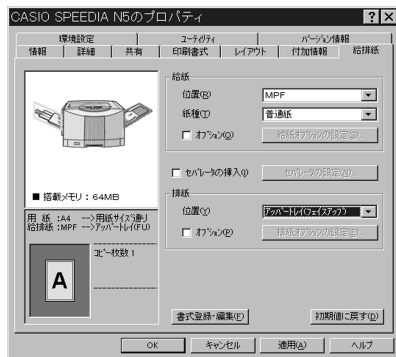 CASIO SPEEDIA N5のプロパティ
環境設定 ユーティリティ バージョン情報
情報 詳細 共有 印刷書式 レイアウト 付加情報 給排紙
給紙
位置(R) MPF
紙種(T) 普通紙
オプション(O) 給紙オプションの設定(S)...
セパレータの挿入(I) セパレータの設定(N)...
排紙
位置(Y) アッパートレイ(フェイスアップ)
オプション(P) 排紙オプションの設定(E)...
■ 搭載メモリ：64MB
用 紙 :A4 -->用紙サイズ通り
給排紙 :MPF -->アッパートレイ(FU)
コピー枚数 1
A
書式登録・編集(F) 初期値に戻す(D)
OK キャンセル 適用(A) ヘルプ